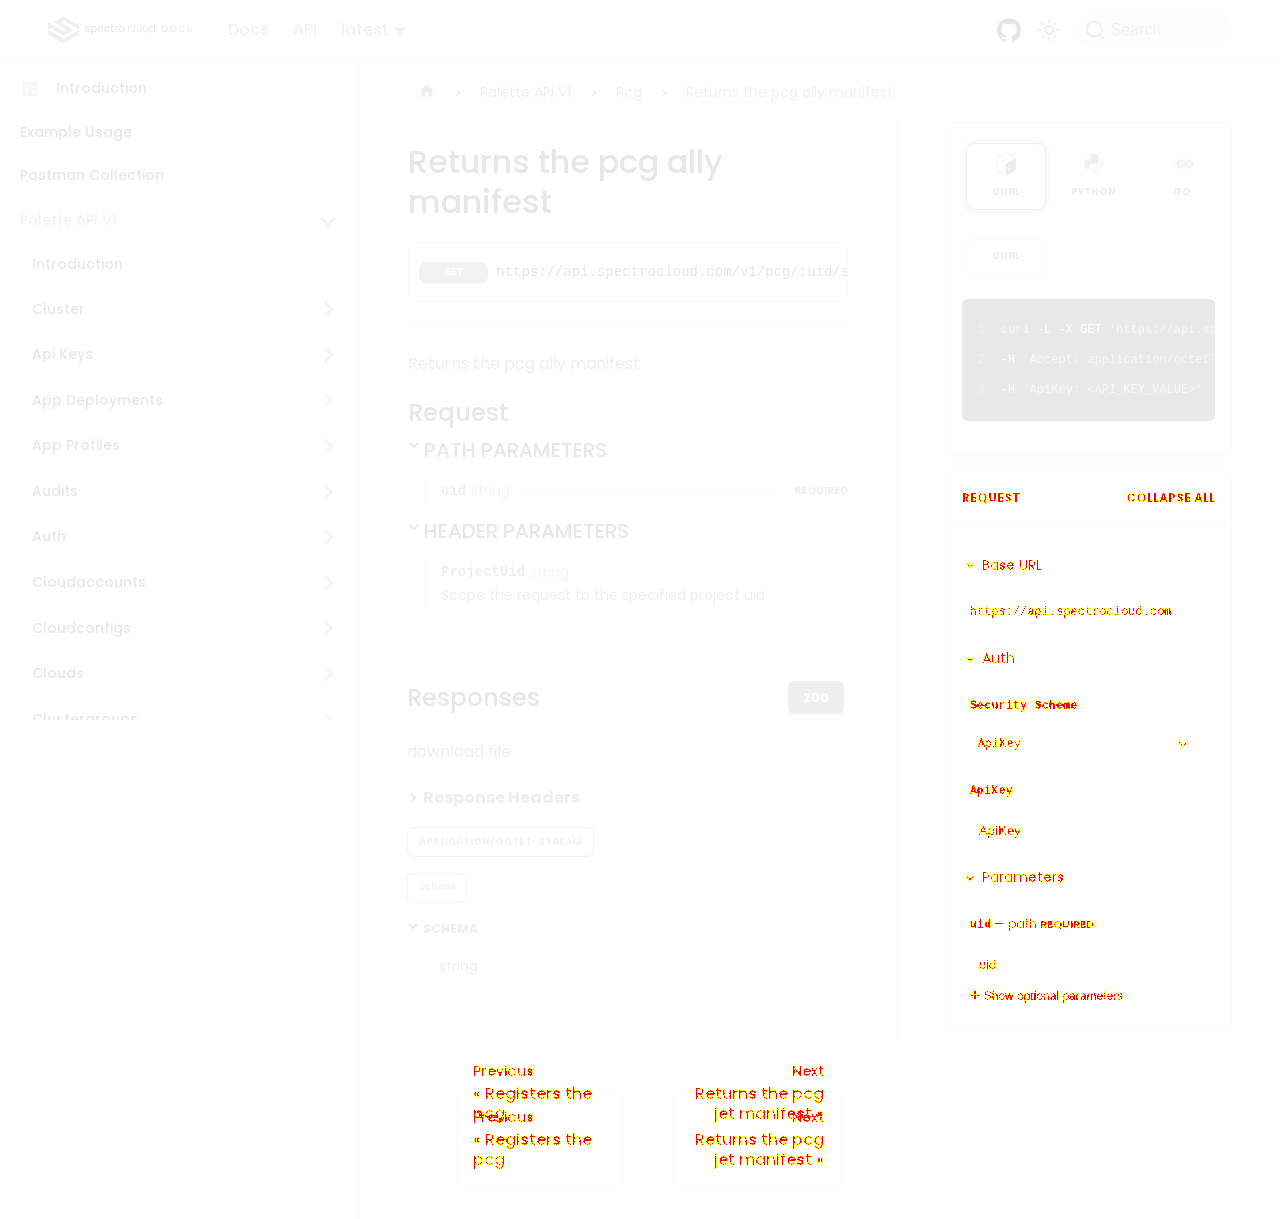 spectro cloud DOCS
Docs API latest
Search
Introduction
Example Usage
Postman Collection
Palette API V1
Introduction
Cluster
Api Keys
App Deployments
App Profiles
Audits
Auth
Cloudaccounts
Cloudconfigs
Clouds
Clustergroups
Palette API V1
Pcg
Returns the pcg ally manifest
Returns the pcg ally
manifest
GET https://api.spectrocloud.com/v1/pcg/:uid/s
Returns the pcg ally manifest
Request
PATH PARAMETERS
uid string REQUIRED
HEADER PARAMETERS
ProjectUid string
Scope the request to the specified project uid
Responses
200
download file
Response Headers
APPLICATION/OCTET-STREAM
Schema
SCHEMA
string
CURL PYTHON GO
CURL
1 curl -L -X GET 'https://api.sp
2 -H 'Accept: application/octet-
3 -H 'ApiKey: <API_KEY_VALUE>'
REQUEST COLLAPSE ALL
Base URL
https://api.spectrocloud.com
Auth
Security Scheme
ApiKey
ApiKey
ApiKey
Parameters
uid — path REQUIRED
uid
Show optional parameters
Previous
« Registers the
pcg
Next
Returns the pcg
jet manifest »
Previous
« Registers the
pcg
Next
Returns the pcg
jet manifest »